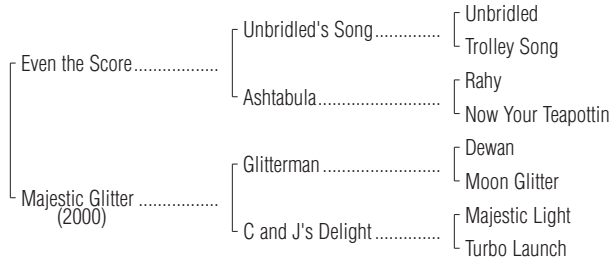 Unbridled
Unbridled's Song..............
Trolley Song
Even the Score.................
Rahy
Ashtabula..........................
Now Your Teapottin
Dewan
Glitterman ........................
Moon Glitter
Majestic Glitter ................
(2000)
Majestic Light
C and J's Delight..............
Turbo Launch